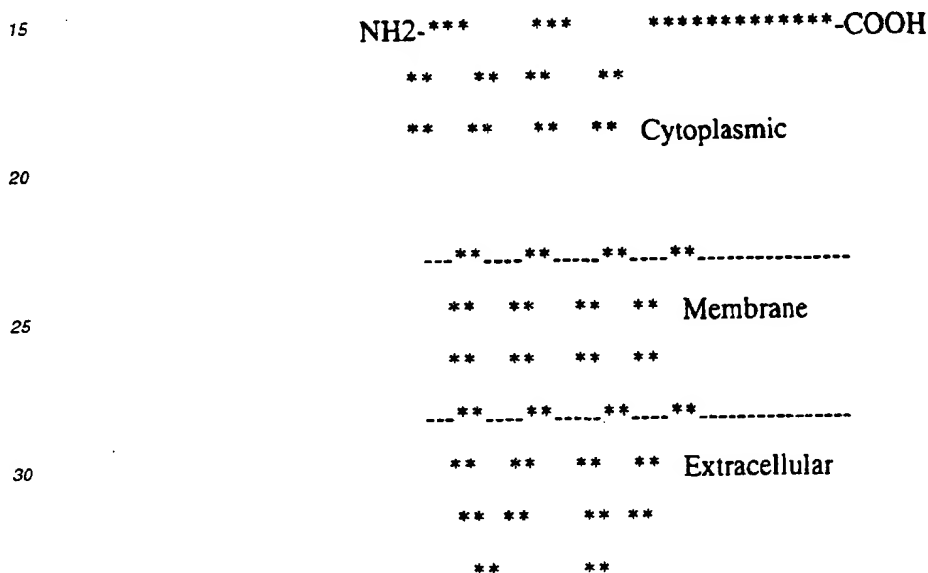 15 NH2-*** *** *************-COOH
** ** ** **
** ** ** ** Cytoplasmic
20
---**----**-----**----**----------------
** ** ** ** Membrane
25
** ** ** **
---**----**-----**----**----------------
** ** ** ** Extracellular
30
** ** ** **
** **